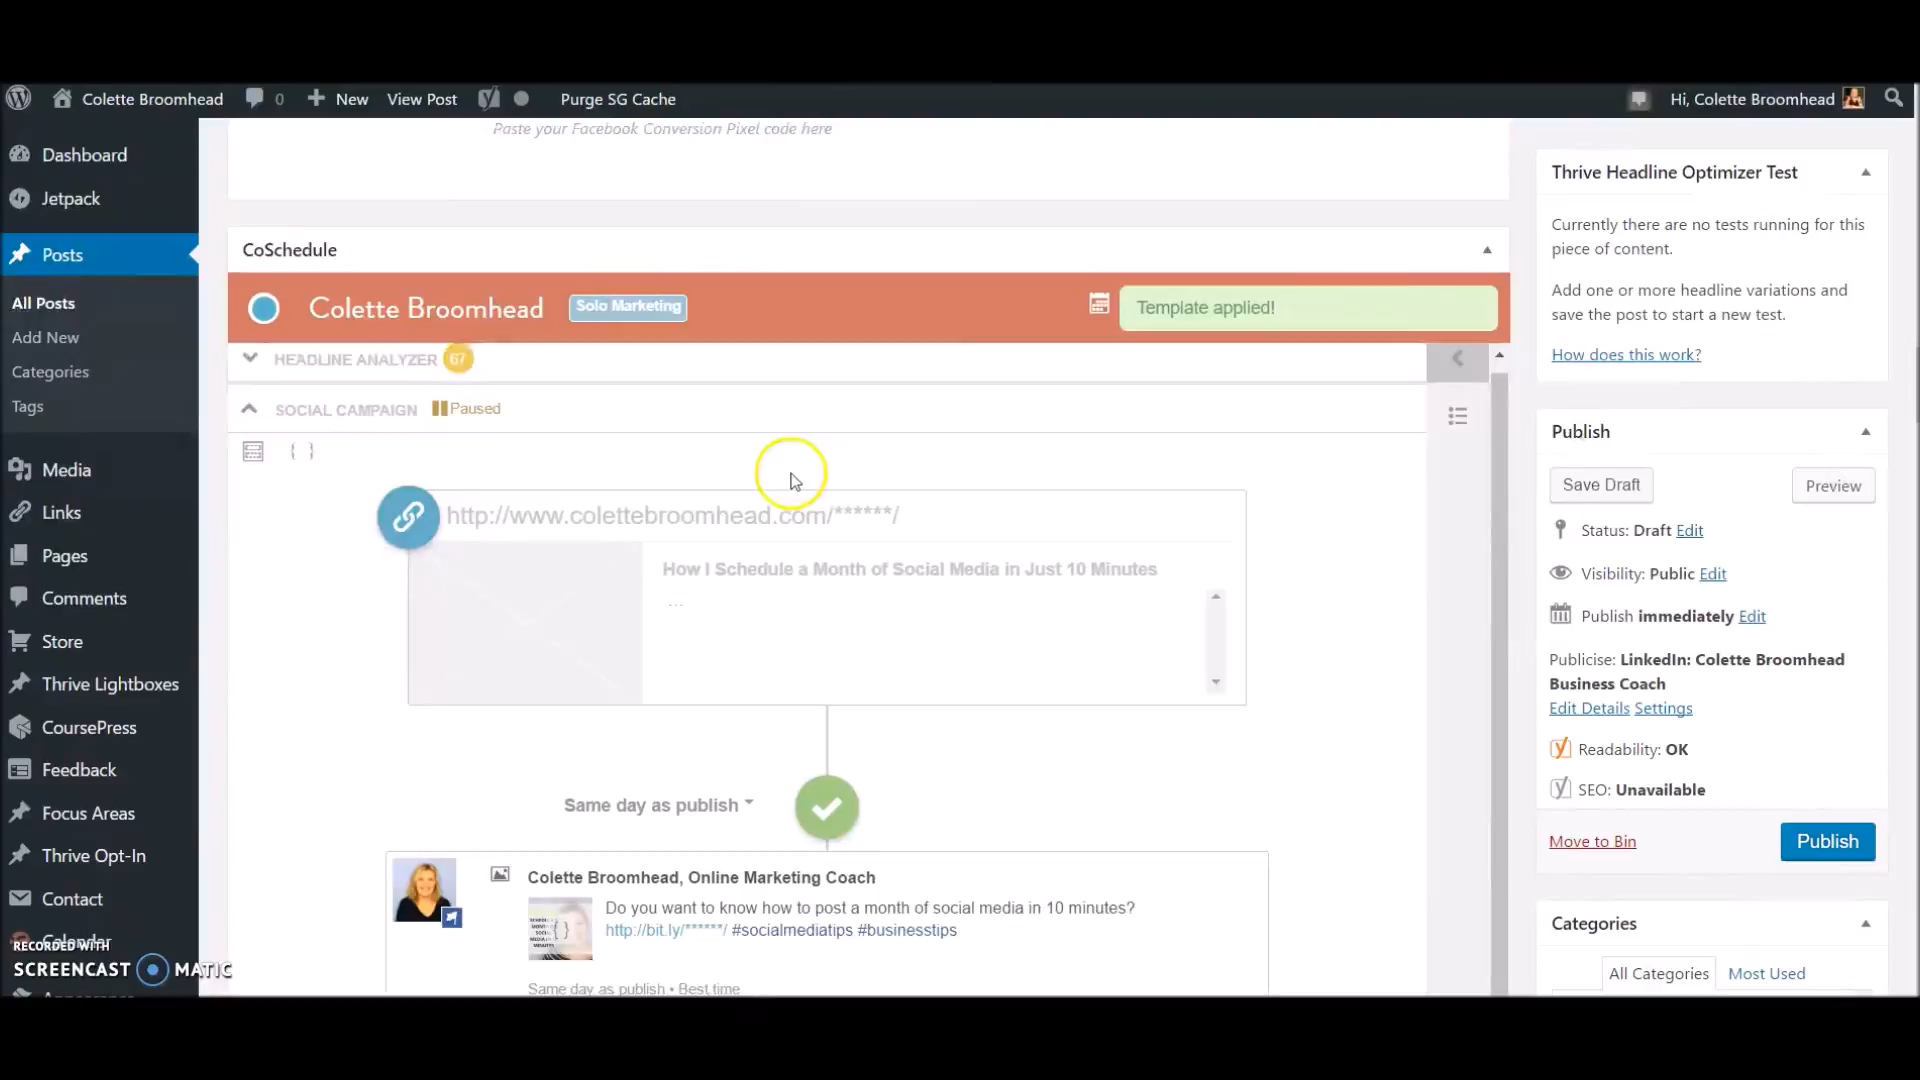 Colette Broomhead
0
New
View Post
Purge SG Cache
Hi, Colette Broomhead
Dashboard
Jetpack
Posts
All Posts
Add New
Categories
Tags
Media
Links
Pages
Comments
Store
Thrive Lightboxes
CoursePress
Feedback
Focus Areas
Thrive Opt-In
Contact
Calendar
RECORDED WITH
SCREENCAST MATIC
Appearance
Paste your Facebook Conversion Pixel code here
CoSchedule
Colette Broomhead
Solo Marketing
Template applied!
HEADLINE ANALYZER 67
SOCIAL CAMPAIGN
Paused
{ }
http://www.colettebroomhead.com/******/
How I Schedule a Month of Social Media in Just 10 Minutes
...
Same day as publish
Colette Broomhead, Online Marketing Coach
Do you want to know how to post a month of social media in 10 minutes?
http://bit.ly/******/ #socialmediatips #businesstips
Same day as publish • Best time
Thrive Headline Optimizer Test
Currently there are no tests running for this
piece of content.
Add one or more headline variations and
save the post to start a new test.
How does this work?
Publish
Save Draft
Preview
Status: Draft Edit
Visibility: Public Edit
Publish immediately Edit
Publicise: LinkedIn: Colette Broomhead
Business Coach
Edit Details Settings
Readability: OK
SEO: Unavailable
Move to Bin
Publish
Categories
All Categories
Most Used